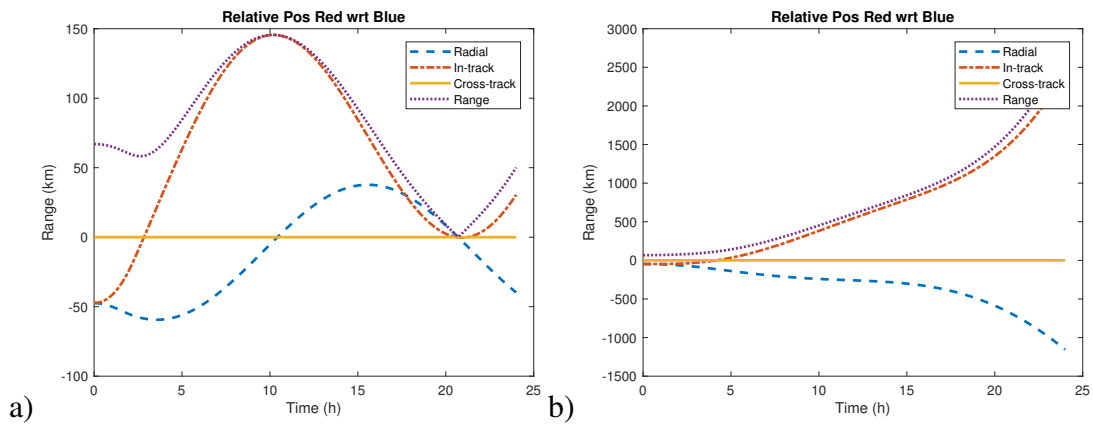 Relative Pos Red wrt Blue
150
100
50
0
-50
-100
Range (km)
0
5
10
15
20
25
Time (h)
Radial
In-track
Cross-track
Range
a)
Relative Pos Red wrt Blue
3000
2500
2000
1500
1000
500
0
-500
-1000
-1500
Range (km)
0
5
10
15
20
25
Time (h)
Radial
In-track
Cross-track
Range
b)